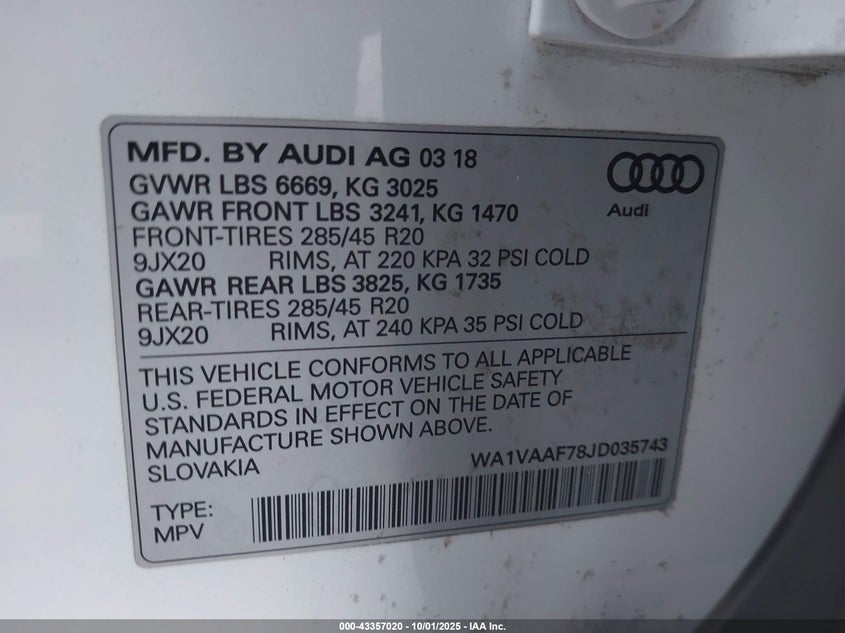 MFD. BY AUDI AG 03 18
GVWR LBS 6669, KG 3025
GAWR FRONT LBS 3241, KG 1470
FRONT-TIRES 285/45 R20
9JX20 RIMS, AT 220 KPA 32 PSI COLD
GAWR REAR LBS 3825, KG 1735
REAR-TIRES 285/45 R20
9JX20 RIMS, AT 240 KPA 35 PSI COLD
Audi
THIS VEHICLE CONFORMS TO ALL APPLICABLE
U.S. FEDERAL MOTOR VEHICLE SAFETY
STANDARDS IN EFFECT ON THE DATE OF
MANUFACTURE SHOWN ABOVE.
SLOVAKIA WA1VAAF78JD035743
TYPE:
MPV
000-43357020 - 10/01/2025 - IAA Inc.